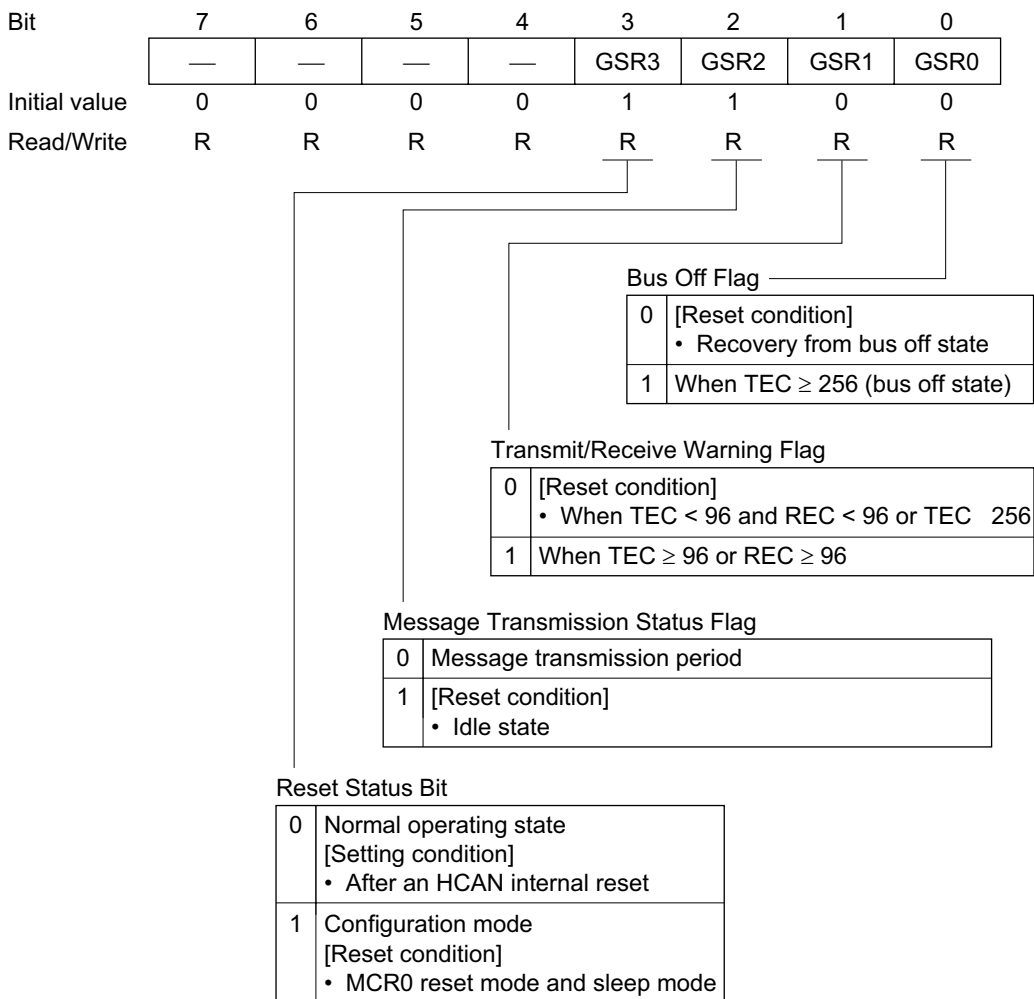 Bit 7 6 5 4 3 2 1 0
— — — — GSR3 GSR2 GSR1 GSR0
Initial value 0 0 0 0 1 1 0 0
Read/Write R R R R R R R R
Bus Off Flag
0 [Reset condition]
• Recovery from bus off state
1 When TEC ≥ 256 (bus off state)
Transmit/Receive Warning Flag
0 [Reset condition]
• When TEC < 96 and REC < 96 or TEC 256
1 When TEC ≥ 96 or REC ≥ 96
Message Transmission Status Flag
0 Message transmission period
1 [Reset condition]
• Idle state
Reset Status Bit
0 Normal operating state
[Setting condition]
• After an HCAN internal reset
1 Configuration mode
[Reset condition]
• MCR0 reset mode and sleep mode